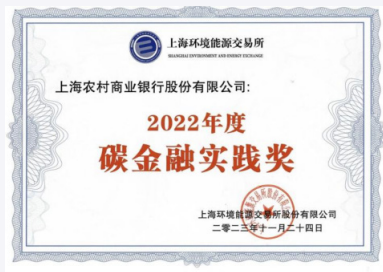 上海环境能源交易所
SHANGHAI ENVIRONMENT AND ENERGY EXCHANGE
上海农村商业银行股份有限公司:
2022年度
碳金融实践奖
上海环境能源交易所股份有限公司
二零二三年十一月二十四日